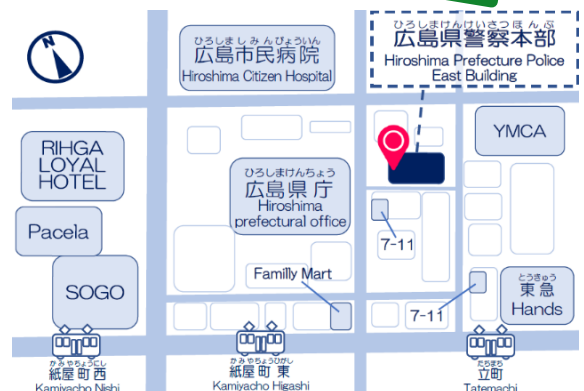 N
ひろしましみんびょういん
広島市民病院
Hiroshima Citizen Hospital
ひろしまけんけいさつほんぶ
広島県警察本部
Hiroshima Prefecture Police
East Building
YMCA
RIHGA
LOYAL
HOTEL
ひろしまけんちょう
広島県庁
Hiroshima
prefectural office
Pacela
7-11
Familly Mart
SOGO
7-11
とうきゅう
東急
Hands
かみやちょうにし
紙屋町西
Kamiyacho Nishi
かみやちょうひがし
紙屋町東
Kamiyacho Higashi
たてまち
立町
Tatemachi